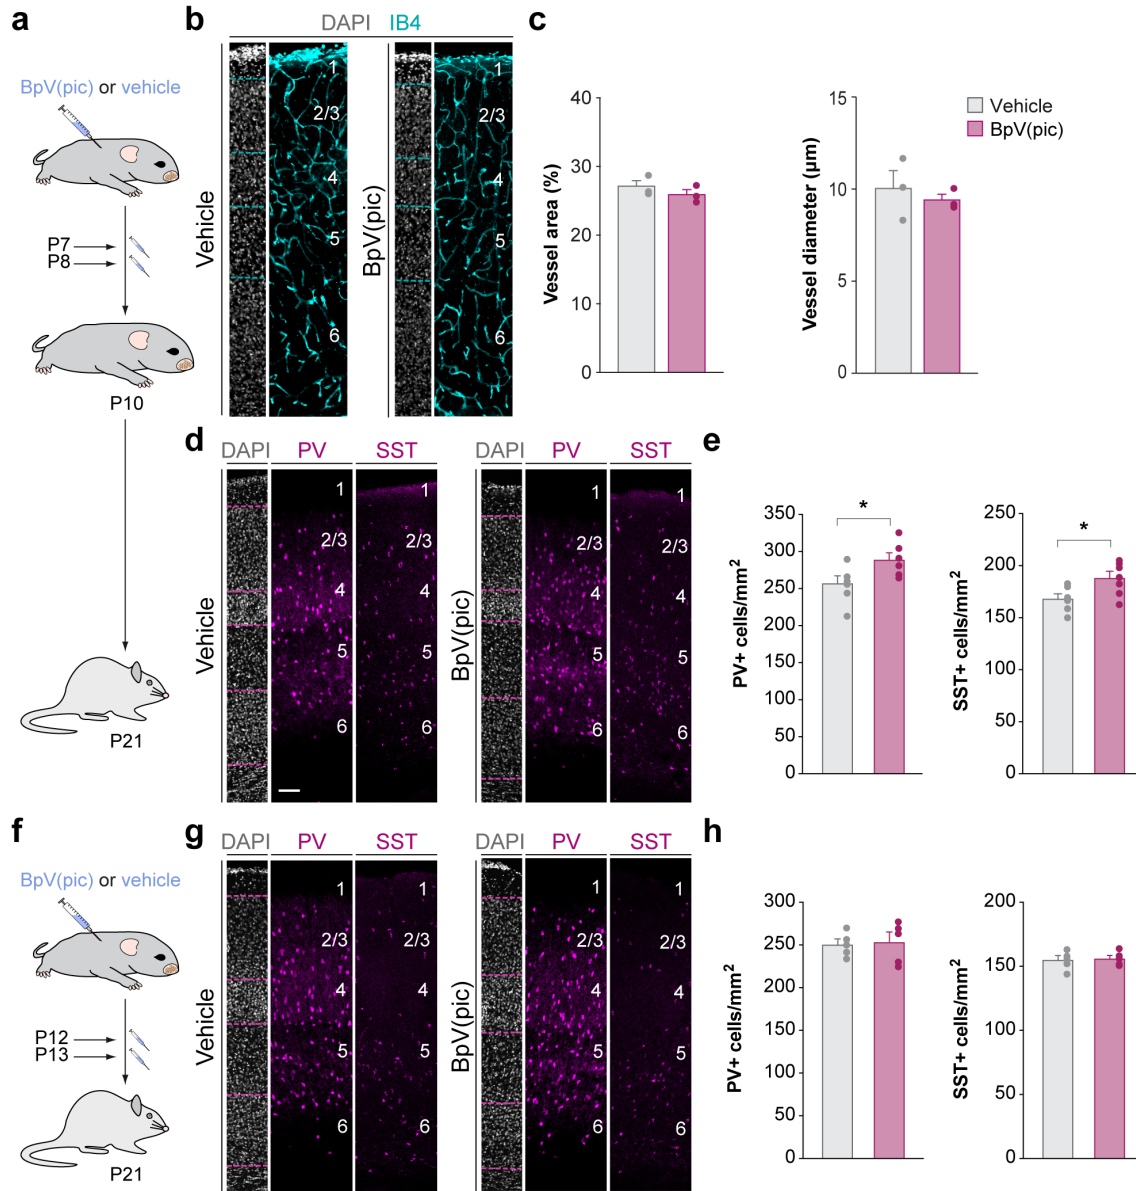 a
BpV(pic) or vehicle
P7
P8
P10
P21
b
DAPI IB4
Vehicle
1
2/3
4
5
6
BpV(pic)
1
2/3
4
5
6
c
Vessel area (%)
40
30
20
10
0
Vessel diameter (µm)
15
10
5
0
Vehicle
BpV(pic)
d
DAPI PV SST
Vehicle
1 1
2/3 2/3
4 4
5 5
6 6
DAPI PV SST
BpV(pic)
1 1
2/3 2/3
4 4
5 5
6 6
e
PV+ cells/mm²
350
300
250
200
150
100
50
0
*
SST+ cells/mm²
250
200
150
100
50
0
*
f
BpV(pic) or vehicle
P12
P13
P21
g
DAPI PV SST
Vehicle
1 1
2/3 2/3
4 4
5 5
6 6
DAPI PV SST
BpV(pic)
1 1
2/3 2/3
4 4
5 5
6 6
h
PV+ cells/mm²
300
250
200
150
100
50
0
SST+ cells/mm²
200
150
100
50
0